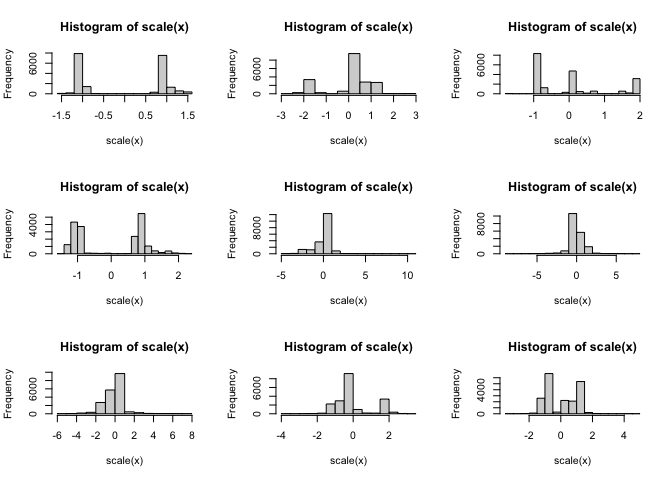 Histogram of scale(x) Histogram of scale(x) Histogram of scale(x)
Frequency Frequency Frequency
0 6000 0 6000 0 6000
-1.5 -0.5 0.5 1.5 -3 -2 -1 0 1 2 3 -1 0 1 2
scale(x) scale(x) scale(x)
Histogram of scale(x) Histogram of scale(x) Histogram of scale(x)
Frequency Frequency Frequency
0 4000 0 8000 0 8000
-1 0 1 2 -5 0 5 10 -5 0 5
scale(x) scale(x) scale(x)
Histogram of scale(x) Histogram of scale(x) Histogram of scale(x)
Frequency Frequency Frequency
0 6000 0 6000 0 4000
-6 -4 -2 0 2 4 6 8 -4 -2 0 2 -2 0 2 4
scale(x) scale(x) scale(x)